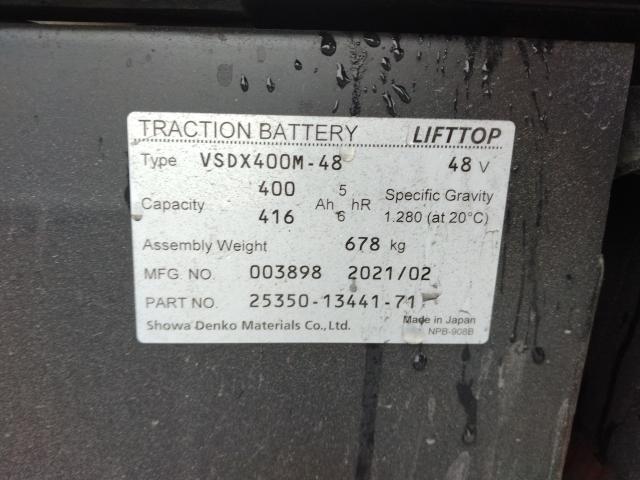 TRACTION BATTERY LIFTTOP
Type VSDX400M-48 48 V
Capacity 400 Ah 5 hR Specific Gravity
416 6 1.280 (at 20°C)
Assembly Weight 678 kg
MFG. NO. 003898 2021/02
PART NO. 25350-13441-71
Showa Denko Materials Co., Ltd. Made in Japan
NPB-908B